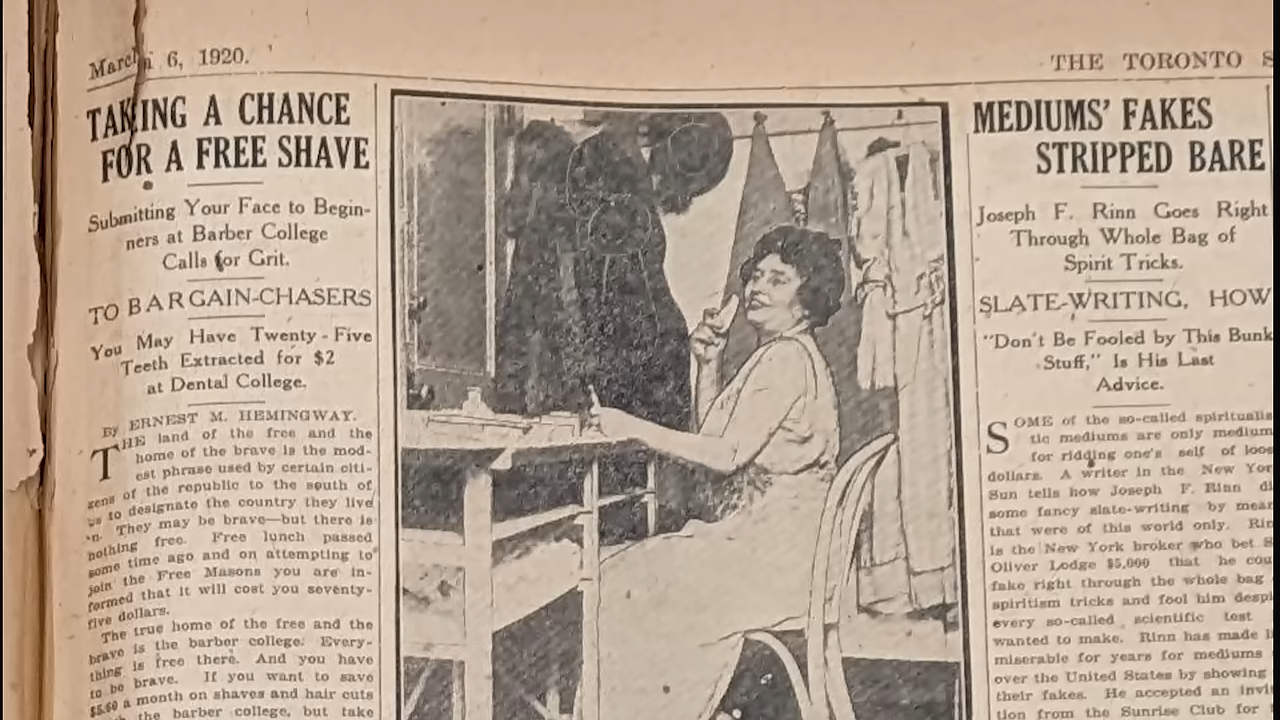 March 6, 1920.
THE TORONTO S
TAKING A CHANCE
FOR A FREE SHAVE
Submitting Your Face to Begin-
ners at Barber College
Calls for Grit.
TO BARGAIN-CHASERS
You May Have Twenty-Five
Teeth Extracted for $2
at Dental College.
By ERNEST M. HEMINGWAY.
THE land of the free and the
home of the brave is the mod-
est phrase used by certain citi-
zens of the republic to the south of
us to designate the country they live
in. They may be brave—but there is
nothing free. Free lunch passed
some time ago and on attempting to
join the Free Masons you are in-
formed that it will cost you seventy-
five dollars.
The true home of the free and the
brave is the barber college. Every-
thing is free there. And you have
to be brave. If you want to save
$5.60 a month on shaves and hair cuts
the barber college, but take
MEDIUMS' FAKES
STRIPPED BARE
Joseph F. Rinn Goes Right
Through Whole Bag of
Spirit Tricks.
SLATE-WRITING, HOW
"Don't Be Fooled by This Bunk
Stuff," Is His Last
Advice.
SOME of the so-called spiritualis
tic mediums are only medium
for ridding one's self of loos
dollars. A writer in the New Yor
Sun tells how Joseph F. Rinn di
some fancy slate-writing by mean
that were of this world only. Rin
is the New York broker who bet S
Oliver Lodge $5,000 that he cou
fake right through the whole bag
spiritism tricks and fool him despi
every so-called scientific test
wanted to make. Rinn has made li
miserable for years for mediums
over the United States by showing
their fakes. He accepted an invi
tion from the Sunrise Club for